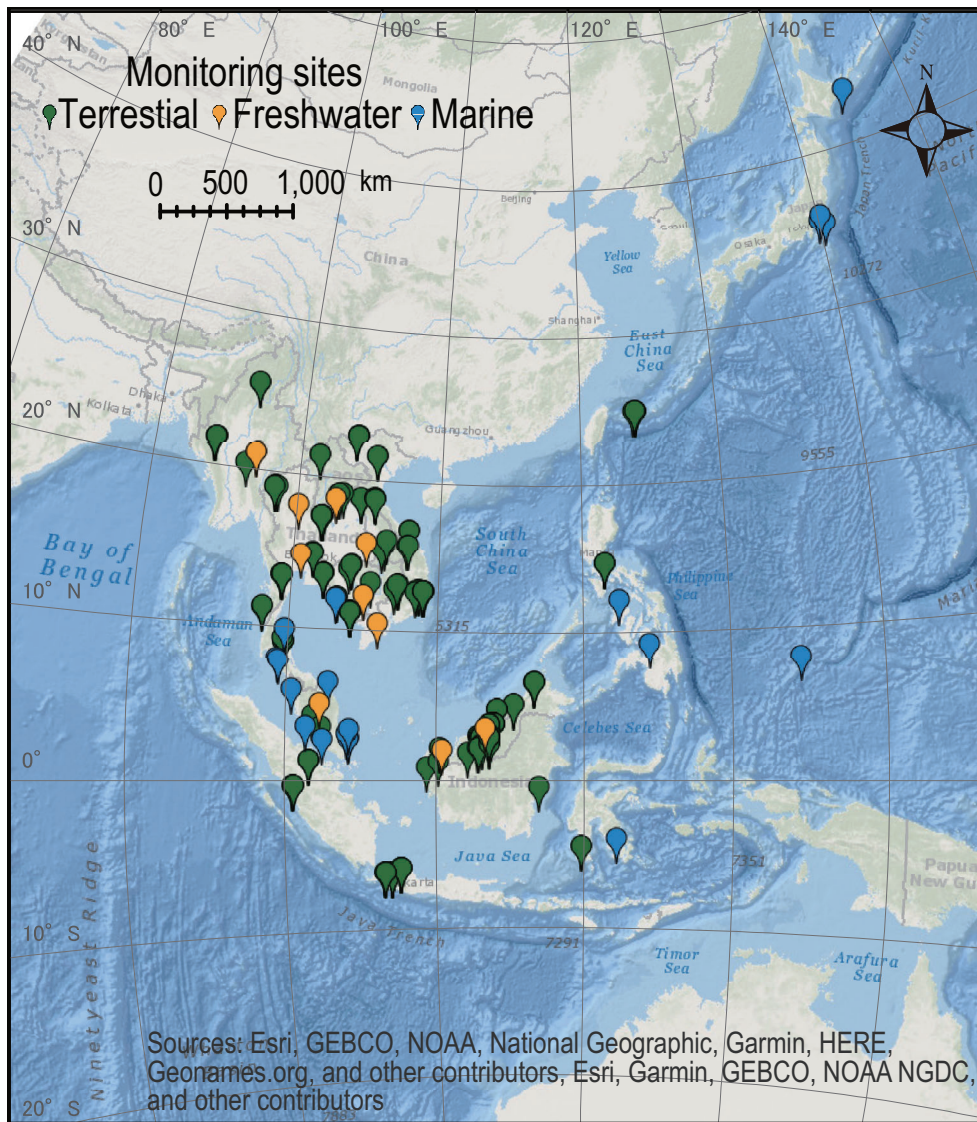 80° E
100° E
120° E
140° E
40° N
Monitoring sites
Terrestial Freshwater Marine
0 500 1,000 km
N
Mongolia
Beijing
Seoul
Japan
Osaka
Japan Trench
Yellow
Sea
10272
30° N
China
Shanghai
East
China
Sea
Dhaka
Kolkata
20° N
Guangzhou
9555
Bay of
Bengal
Thailand
South
China
Sea
Philippine
Sea
10° N
Andaman
Sea
5315
Celebes Sea
0°
Indonesia
Java Sea
7351
Papua
New Gu
Ninetyeast Ridge
10° S
Java Trench
7291
Timor
Sea
Arafura
Sea
Sources: Esri, GEBCO, NOAA, National Geographic, Garmin, HERE,
Geonames.org, and other contributors, Esri, Garmin, GEBCO, NOAA NGDC,
and other contributors
20° S